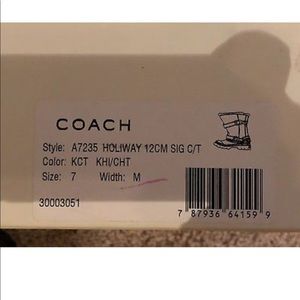 COACH
Style: A7235 HOLIWAY 12CM SIG C/T
Color: KCT KHI/CHT
Size: 7 Width: M
30003051
7 87936 64159 9